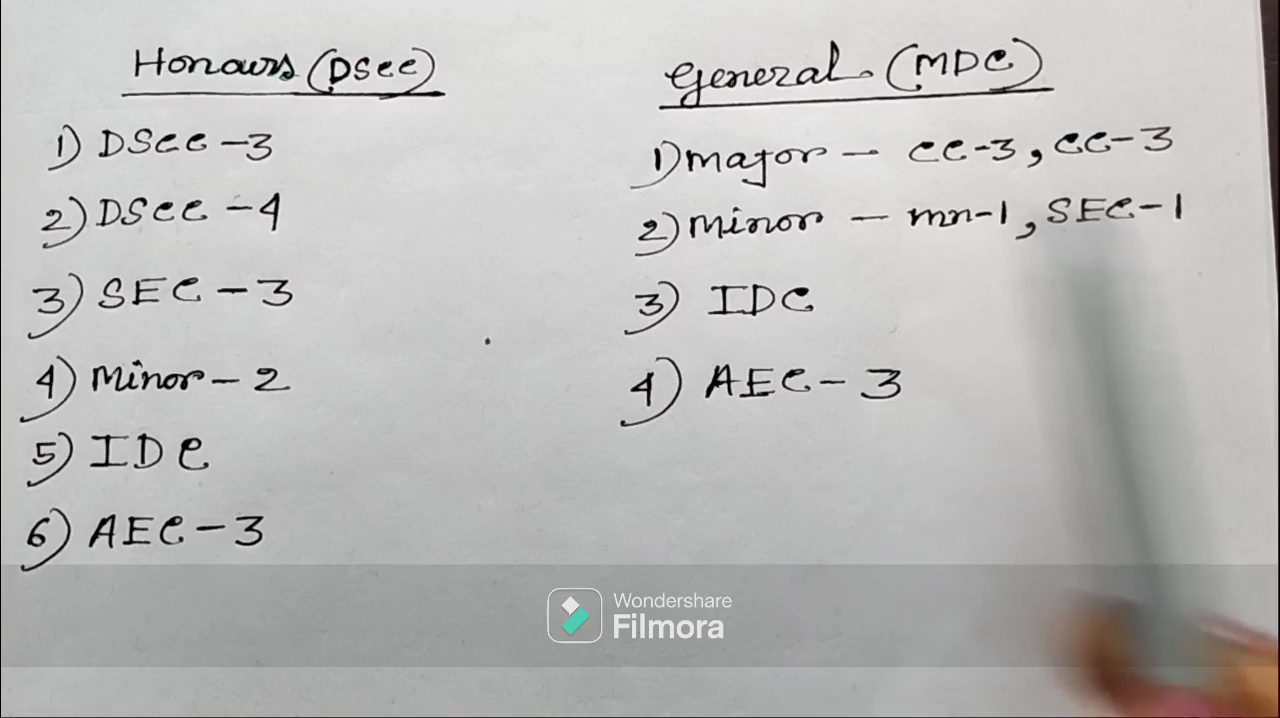 Honours (DSCC)
1) DSCC - 3
2) DSCC - 4
3) SEC - 3
4) Minor - 2
5) IDC
6) AEC - 3
General. (MDC)
1) Major - CC-3, CC-3
2) Minor - mn-1, SEC-1
3) IDC
4) AEC - 3
Wondershare
Filmora